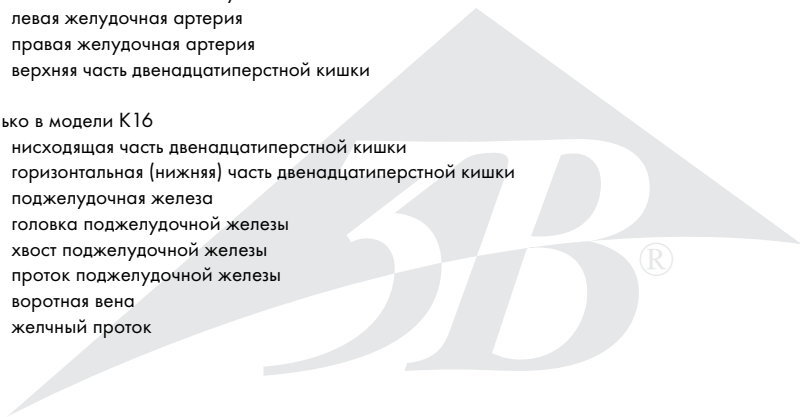 левая желудочная артерия
правая желудочная артерия
верхняя часть двенадцатиперстной кишки
ько в модели K16
нисходящая часть двенадцатиперстной кишки
горизонтальная (нижняя) часть двенадцатиперстной кишки
поджелудочная железа
головка поджелудочной железы
хвост поджелудочной железы
проток поджелудочной железы
воротная вена
желчный проток
3B®